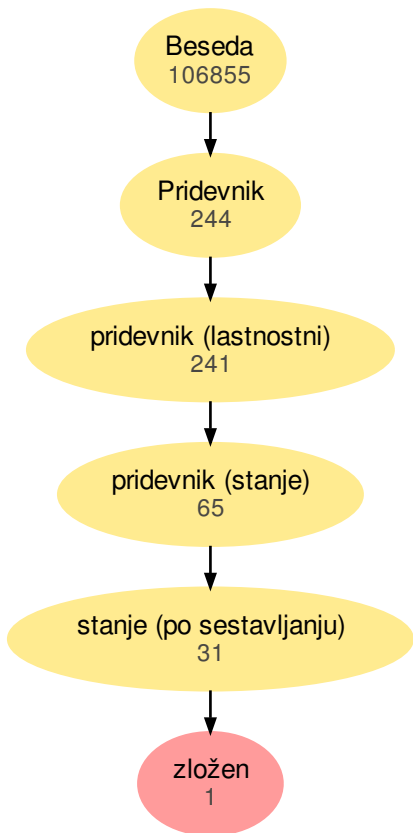 Beseda
106855
Pridevnik
244
pridevnik (lastnostni)
241
pridevnik (stanje)
65
stanje (po sestavljanju)
31
zložen
1